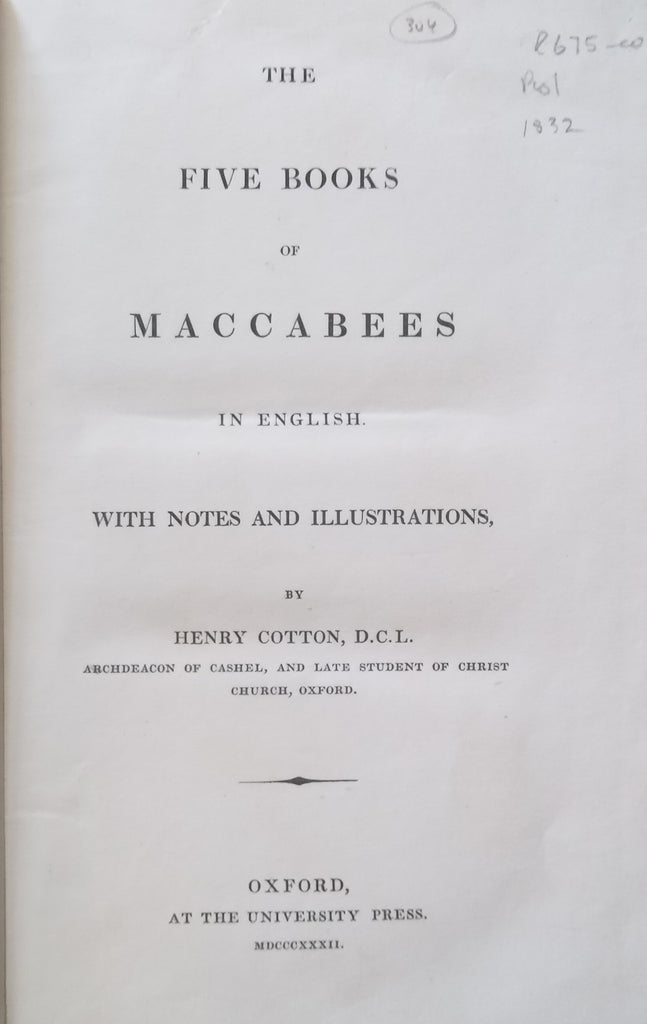 304
R675-00
1832
THE
FIVE BOOKS
OF
MACCABEES
IN ENGLISH.
WITH NOTES AND ILLUSTRATIONS,
BY
HENRY COTTON, D.C.L.
ARCHDEACON OF CASHEL, AND LATE STUDENT OF CHRIST
CHURCH, OXFORD.
OXFORD,
AT THE UNIVERSITY PRESS.
MDCCCXXXII.